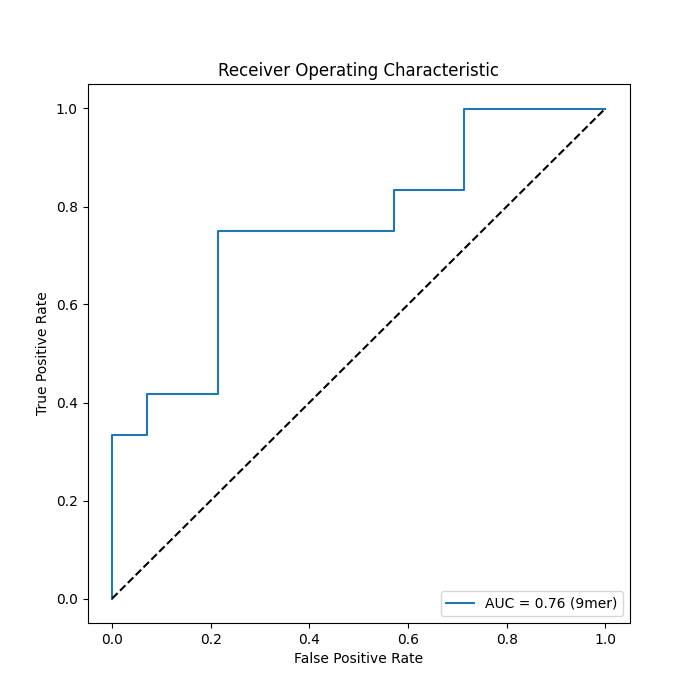 Receiver Operating Characteristic
1.0
0.8
0.6
0.4
0.2
0.0
True Positive Rate
AUC = 0.76 (9mer)
0.0 0.2 0.4 0.6 0.8 1.0
False Positive Rate